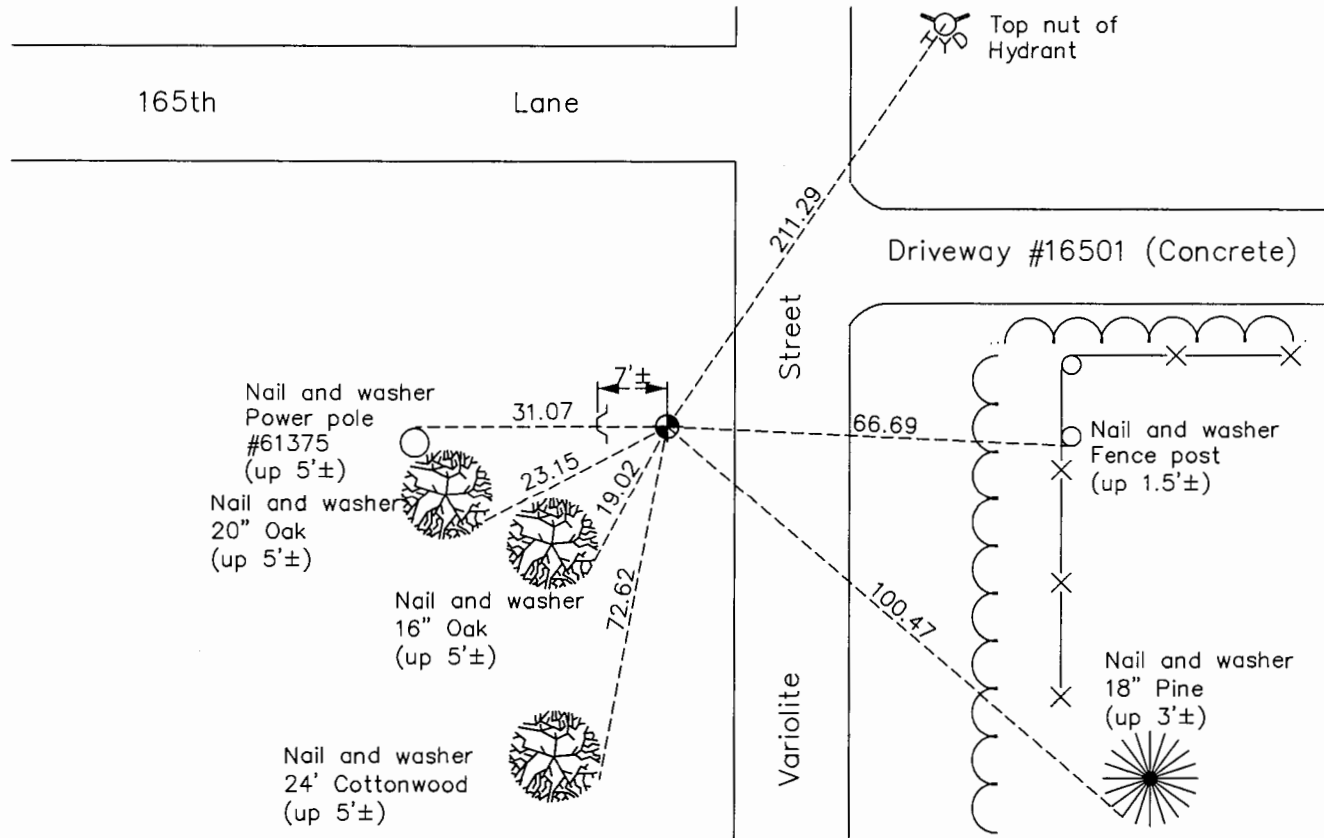 Top nut of
Hydrant
HYD
165th Lane
211.29
Driveway #16501 (Concrete)
Street
7'±
Nail and washer
Power pole
#61375
(up 5'±)
31.07
66.69
Nail and washer
Fence post
(up 1.5'±)
23.15
Nail and washer
20" Oak
(up 5'±)
19.02
Nail and washer
16" Oak
(up 5'±)
72.62
100.47
Nail and washer
18" Pine
(up 3'±)
Variolite
Nail and washer
24' Cottonwood
(up 5'±)